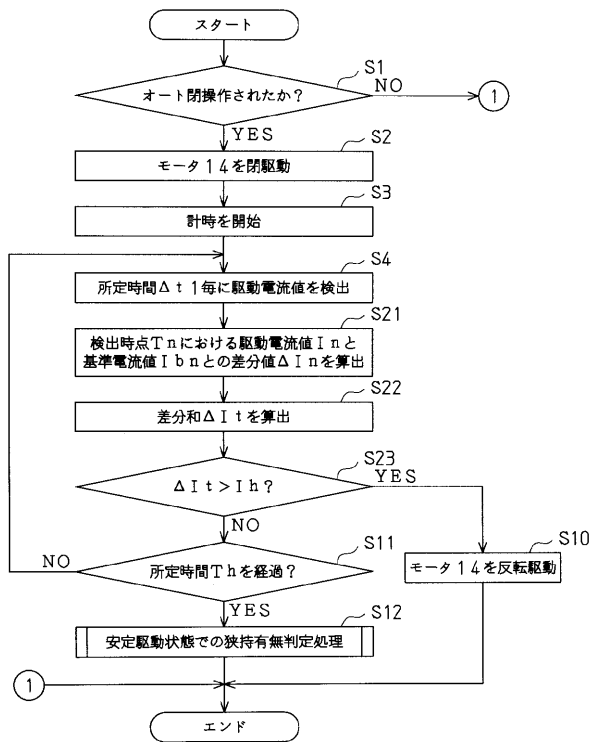 スタート
S1
オート閉操作されたか?
NO
1
YES
S2
モータ14を閉駆動
S3
計時を開始
S4
所定時間Δt1毎に駆動電流値を検出
S21
検出時点Tnにおける駆動電流値Inと
基準電流値Ibnとの差分値ΔInを算出
S22
差分和ΔItを算出
S23
ΔIt>Ih?
YES
NO
S11
S10
NO
所定時間Thを経過?
モータ14を反転駆動
YES
S12
安定駆動状態での狭持有無判定処理
1
エンド